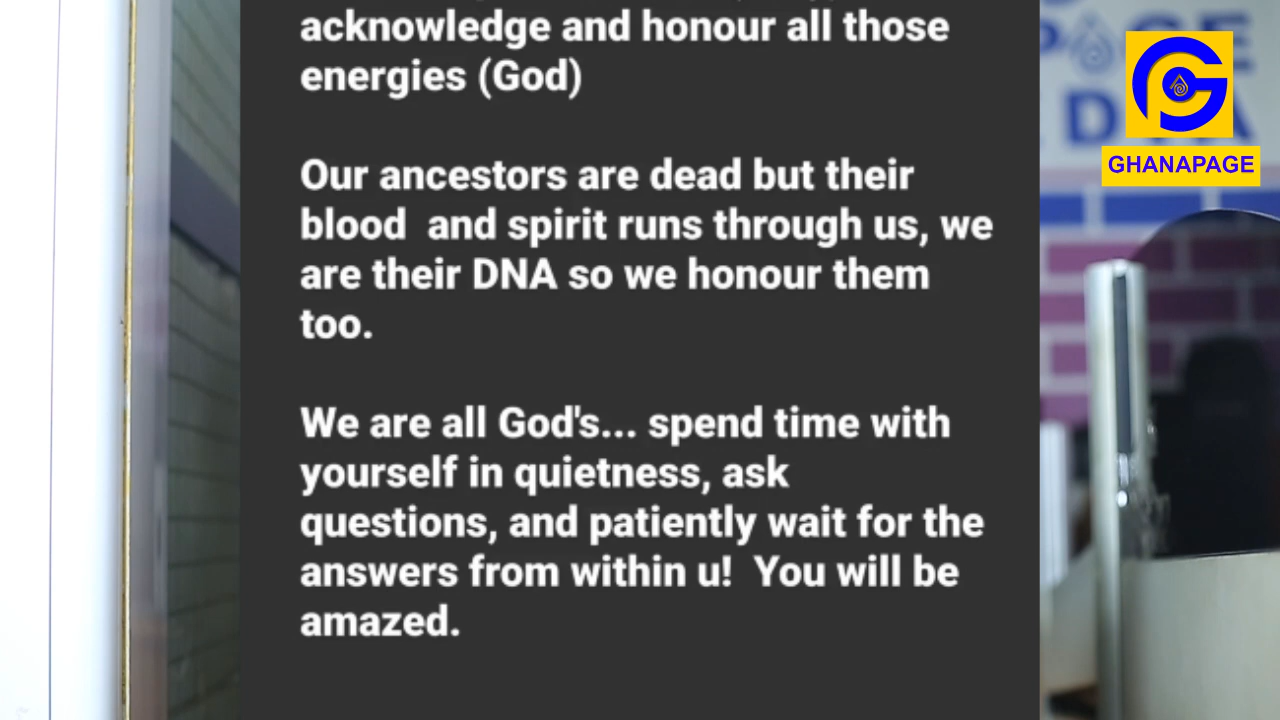 acknowledge and honour all those
energies (God)
Our ancestors are dead but their
blood  and spirit runs through us, we
are their DNA so we honour them
too.
We are all God's... spend time with
yourself in quietness, ask
questions, and patiently wait for the
answers from within u!  You will be
amazed.
GHANAPAGE
DNA